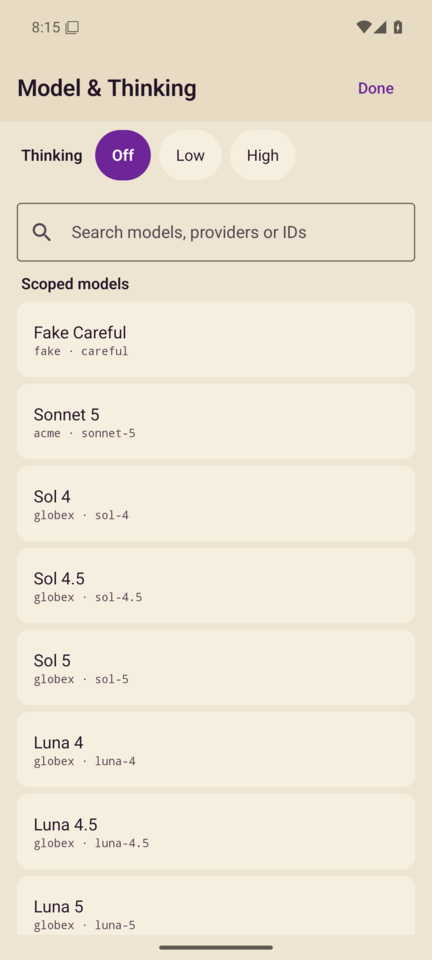 8:15
Model & Thinking
Done
Thinking
Off
Low
High
Search models, providers or IDs
Scoped models
Fake Careful
fake · careful
Sonnet 5
acme · sonnet-5
Sol 4
globex · sol-4
Sol 4.5
globex · sol-4.5
Sol 5
globex · sol-5
Luna 4
globex · luna-4
Luna 4.5
globex · luna-4.5
Luna 5
globex · luna-5